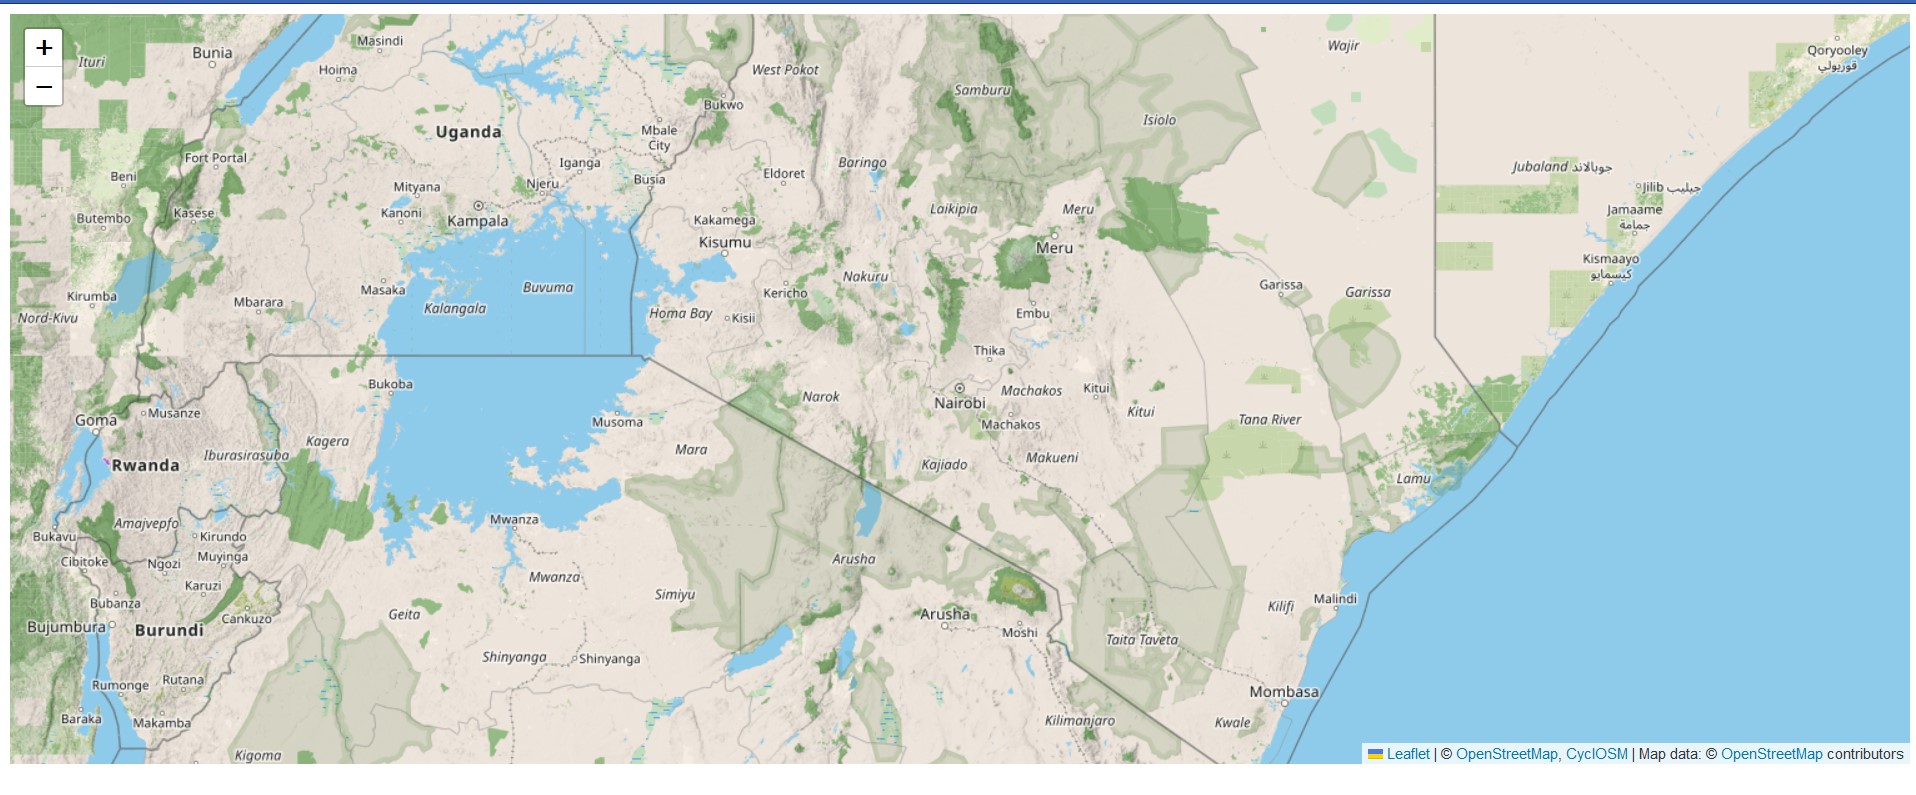 +
−
Ituri
Bunia
Masindi
Hoima
West Pokot
Samburu
Wajir
Qoryooley
قوريولي
Bukwo
Uganda
Mbale
City
Isiolo
Fort Portal
Iganga
Baringo
Beni
Mityana
Njeru
Busia
Eldoret
Jubaland جوبالاند
Jilib جيليب
Butembo
Kasese
Kanoni
Kampala
Kakamega
Laikipia
Meru
Jamaame
جمامة
Kisumu
Meru
Kirumba
Mbarara
Masaka
Kalangala
Buvuma
Nakuru
Kericho
Garissa
Garissa
Kismaayo
كيسمايو
Nord-Kivu
Homa Bay
Kisii
Embu
Thika
Bukoba
Narok
Nairobi
Machakos
Kitui
Goma
Musanze
Musoma
Machakos
Kitui
Tana River
Rwanda
Iburasirasuba
Kagera
Mara
Kajiado
Makueni
Lamu
Amajyepfo
Mwanza
Bukavu
Kirundo
Cibitoke
Ngozi
Muyinga
Arusha
Karuzi
Mwanza
Bubanza
Simiyu
Bujumbura
Burundi
Cankuzo
Geita
Arusha
Moshi
Kilifi
Malindi
Taita Taveta
Shinyanga
Shinyanga
Rumonge
Rutana
Mombasa
Baraka
Makamba
Kilimanjaro
Kwale
Kigoma
Leaflet | © OpenStreetMap, CyclOSM | Map data: © OpenStreetMap contributors